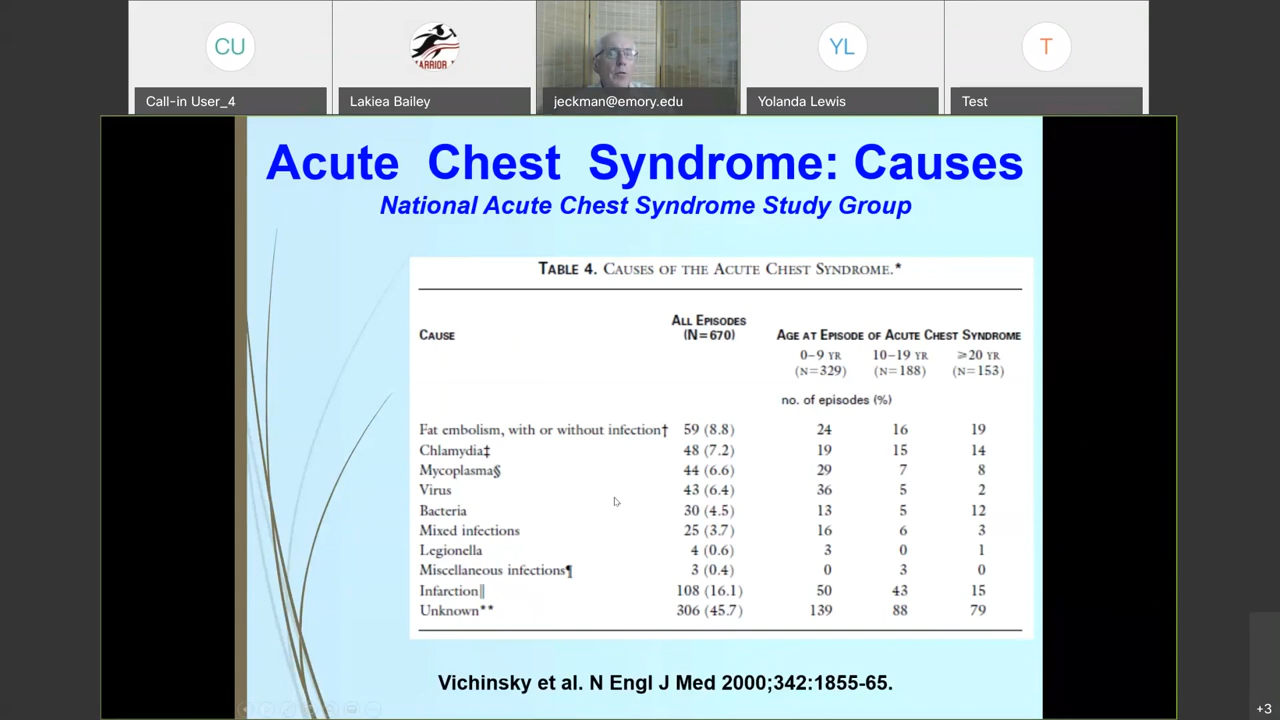 CU
ARRIOR
YL
T
Call-in User_4
Lakiea Bailey
jeckman@emory.edu
Yolanda Lewis
Test
Acute Chest Syndrome: Causes
National Acute Chest Syndrome Study Group
TABLE 4. CAUSES OF THE ACUTE CHEST SYNDROME.*
CAUSE
ALL EPISODES
(N=670)
AGE AT EPISODE OF ACUTE CHEST SYNDROME
0–9 YR 10–19 YR ≥20 YR
(N=329) (N=188) (N=153)
no. of episodes (%)
Fat embolism, with or without infection† 59 (8.8) 24 16 19
Chlamydia‡ 48 (7.2) 19 15 14
Mycoplasma§ 44 (6.6) 29 7 8
Virus 43 (6.4) 36 5 2
Bacteria 30 (4.5) 13 5 12
Mixed infections 25 (3.7) 16 6 3
Legionella 4 (0.6) 3 0 1
Miscellaneous infections¶ 3 (0.4) 0 3 0
Infarction‖ 108 (16.1) 50 43 15
Unknown** 306 (45.7) 139 88 79
Vichinsky et al. N Engl J Med 2000;342:1855-65.
+3